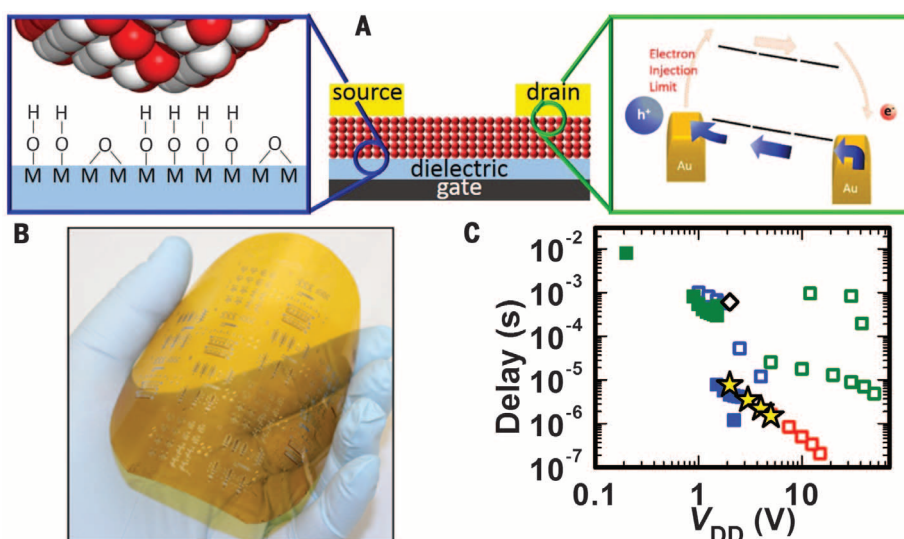 A
H H H H H H
O O O O O O O O
M M M M M M M M M M
source
drain
dielectric
gate
Electron
Injection
Limit
h+
e-
Au
Au
B
C
Delay (s)
10-2
10-3
10-4
10-5
10-6
10-7
0.1 1 10
VDD (V)